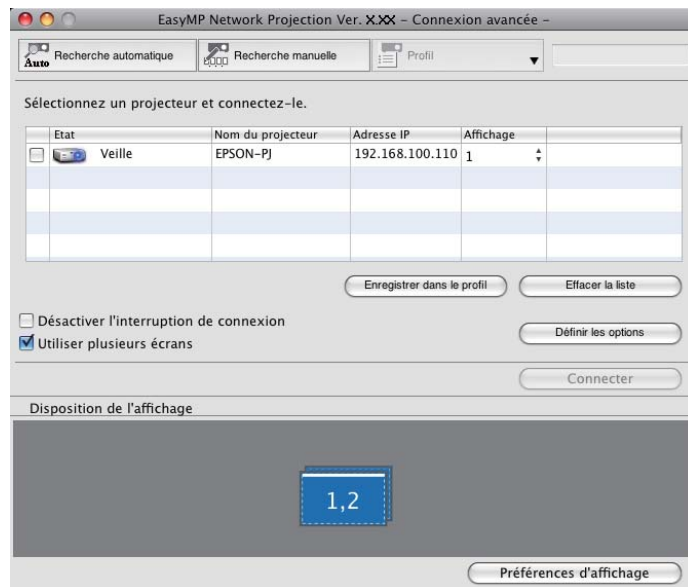 EasyMP Network Projection Ver. X.XX – Connexion avancée –
Auto Recherche automatique Recherche manuelle Profil
Sélectionnez un projecteur et connectez-le.
Etat Nom du projecteur Adresse IP Affichage
Veille EPSON-PJ 192.168.100.110 1
Enregistrer dans le profil Effacer la liste
Désactiver l'interruption de connexion
Définir les options
Utiliser plusieurs écrans
Connecter
Disposition de l'affichage
1,2
Préférences d'affichage